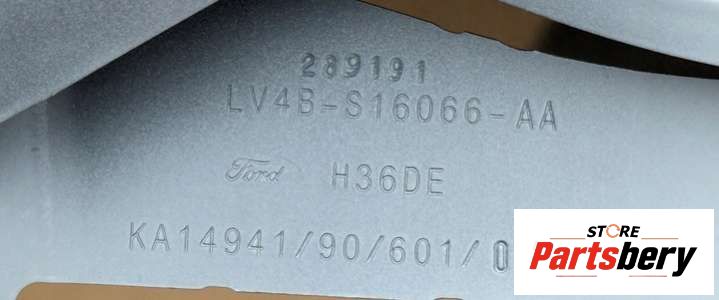 289191
LV4B-S16066-AA
Ford H36DE
KA14941/90/601/0
STORE
Partsbery